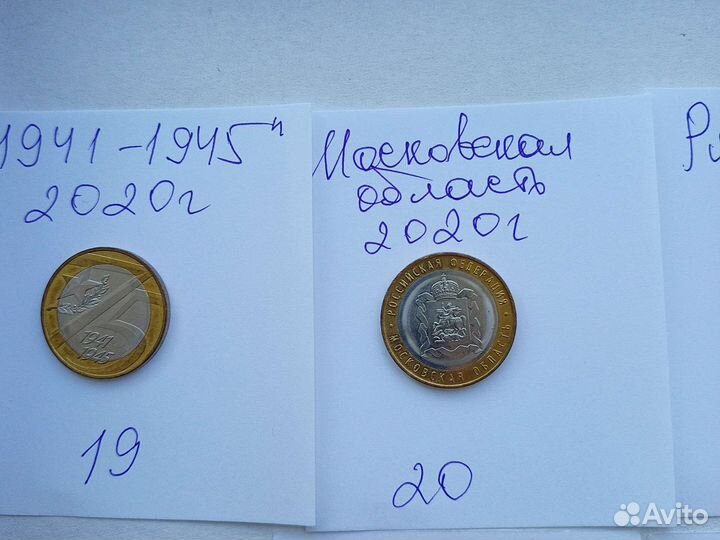 1941-1945"
2020г
1941
1945
19
Московская
область
2020г
РОССИЙСКАЯ ФЕДЕРАЦИЯ
МОСКОВСКАЯ ОБЛАСТЬ
20
Avito